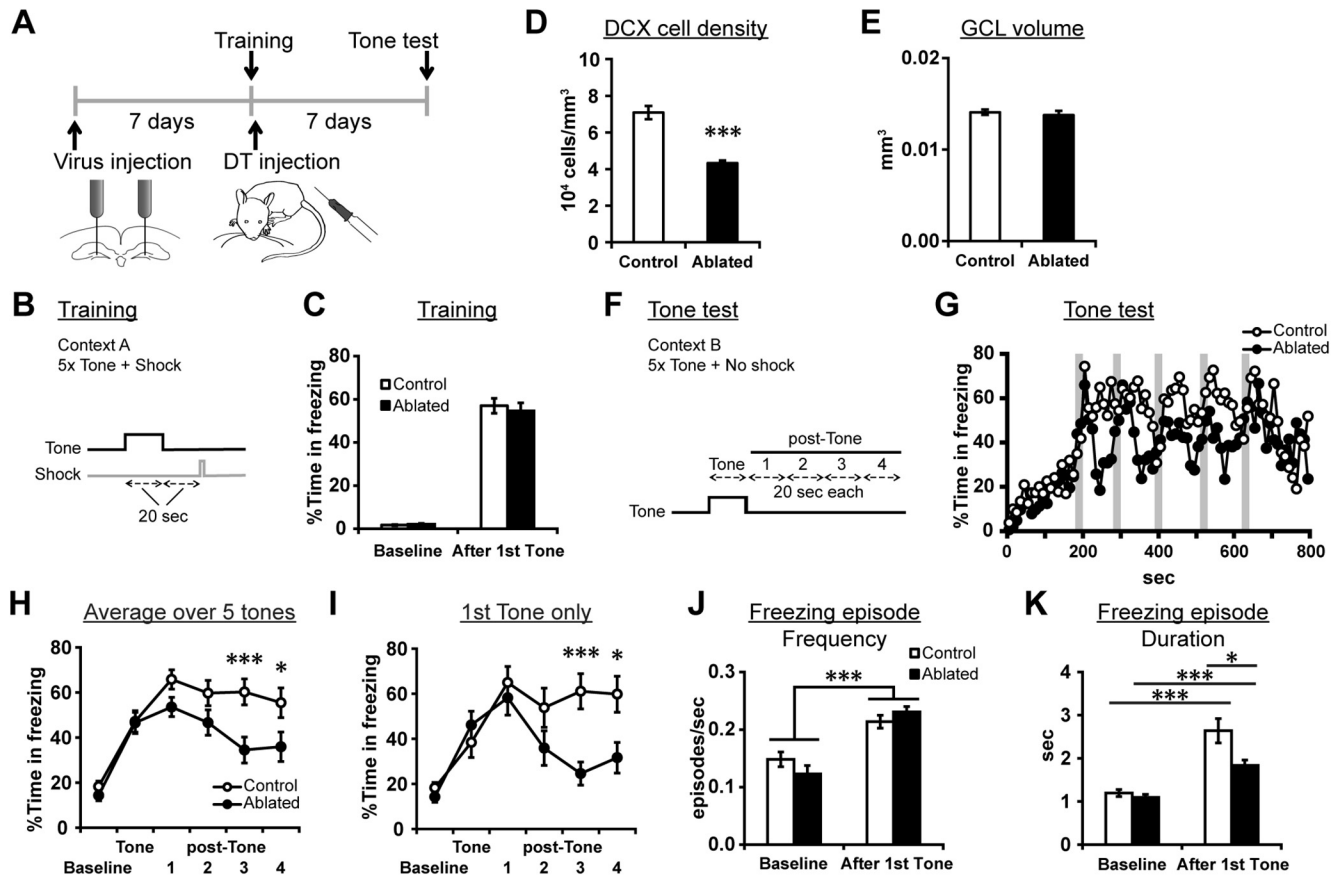 A
Training
Tone test
7 days
7 days
Virus injection
DT injection
D
DCX cell density
10⁴ cells/mm³
10
8
6
4
2
0
***
Control
Ablated
E
GCL volume
mm³
0.02
0.01
0.00
Control
Ablated
B
Training
Context A
5x Tone + Shock
Tone
Shock
20 sec
C
Training
%Time in freezing
80
60
40
20
0
Control
Ablated
Baseline
After 1st Tone
F
Tone test
Context B
5x Tone + No shock
post-Tone
Tone 1 2 3 4
20 sec each
Tone
G
Tone test
Control
Ablated
%Time in freezing
80
60
40
20
0
0 200 400 600 800
sec
H
Average over 5 tones
%Time in freezing
80
60
40
20
0
*** *
Control
Ablated
Tone post-Tone
Baseline 1 2 3 4
I
1st Tone only
%Time in freezing
80
60
40
20
0
*** *
Tone post-Tone
Baseline 1 2 3 4
J
Freezing episode
Frequency
Control
Ablated
episodes/sec
0.3
0.2
0.1
0.0
***
Baseline
After 1st Tone
K
Freezing episode
Duration
sec
4
3
2
1
0
*
***
***
Baseline
After 1st Tone